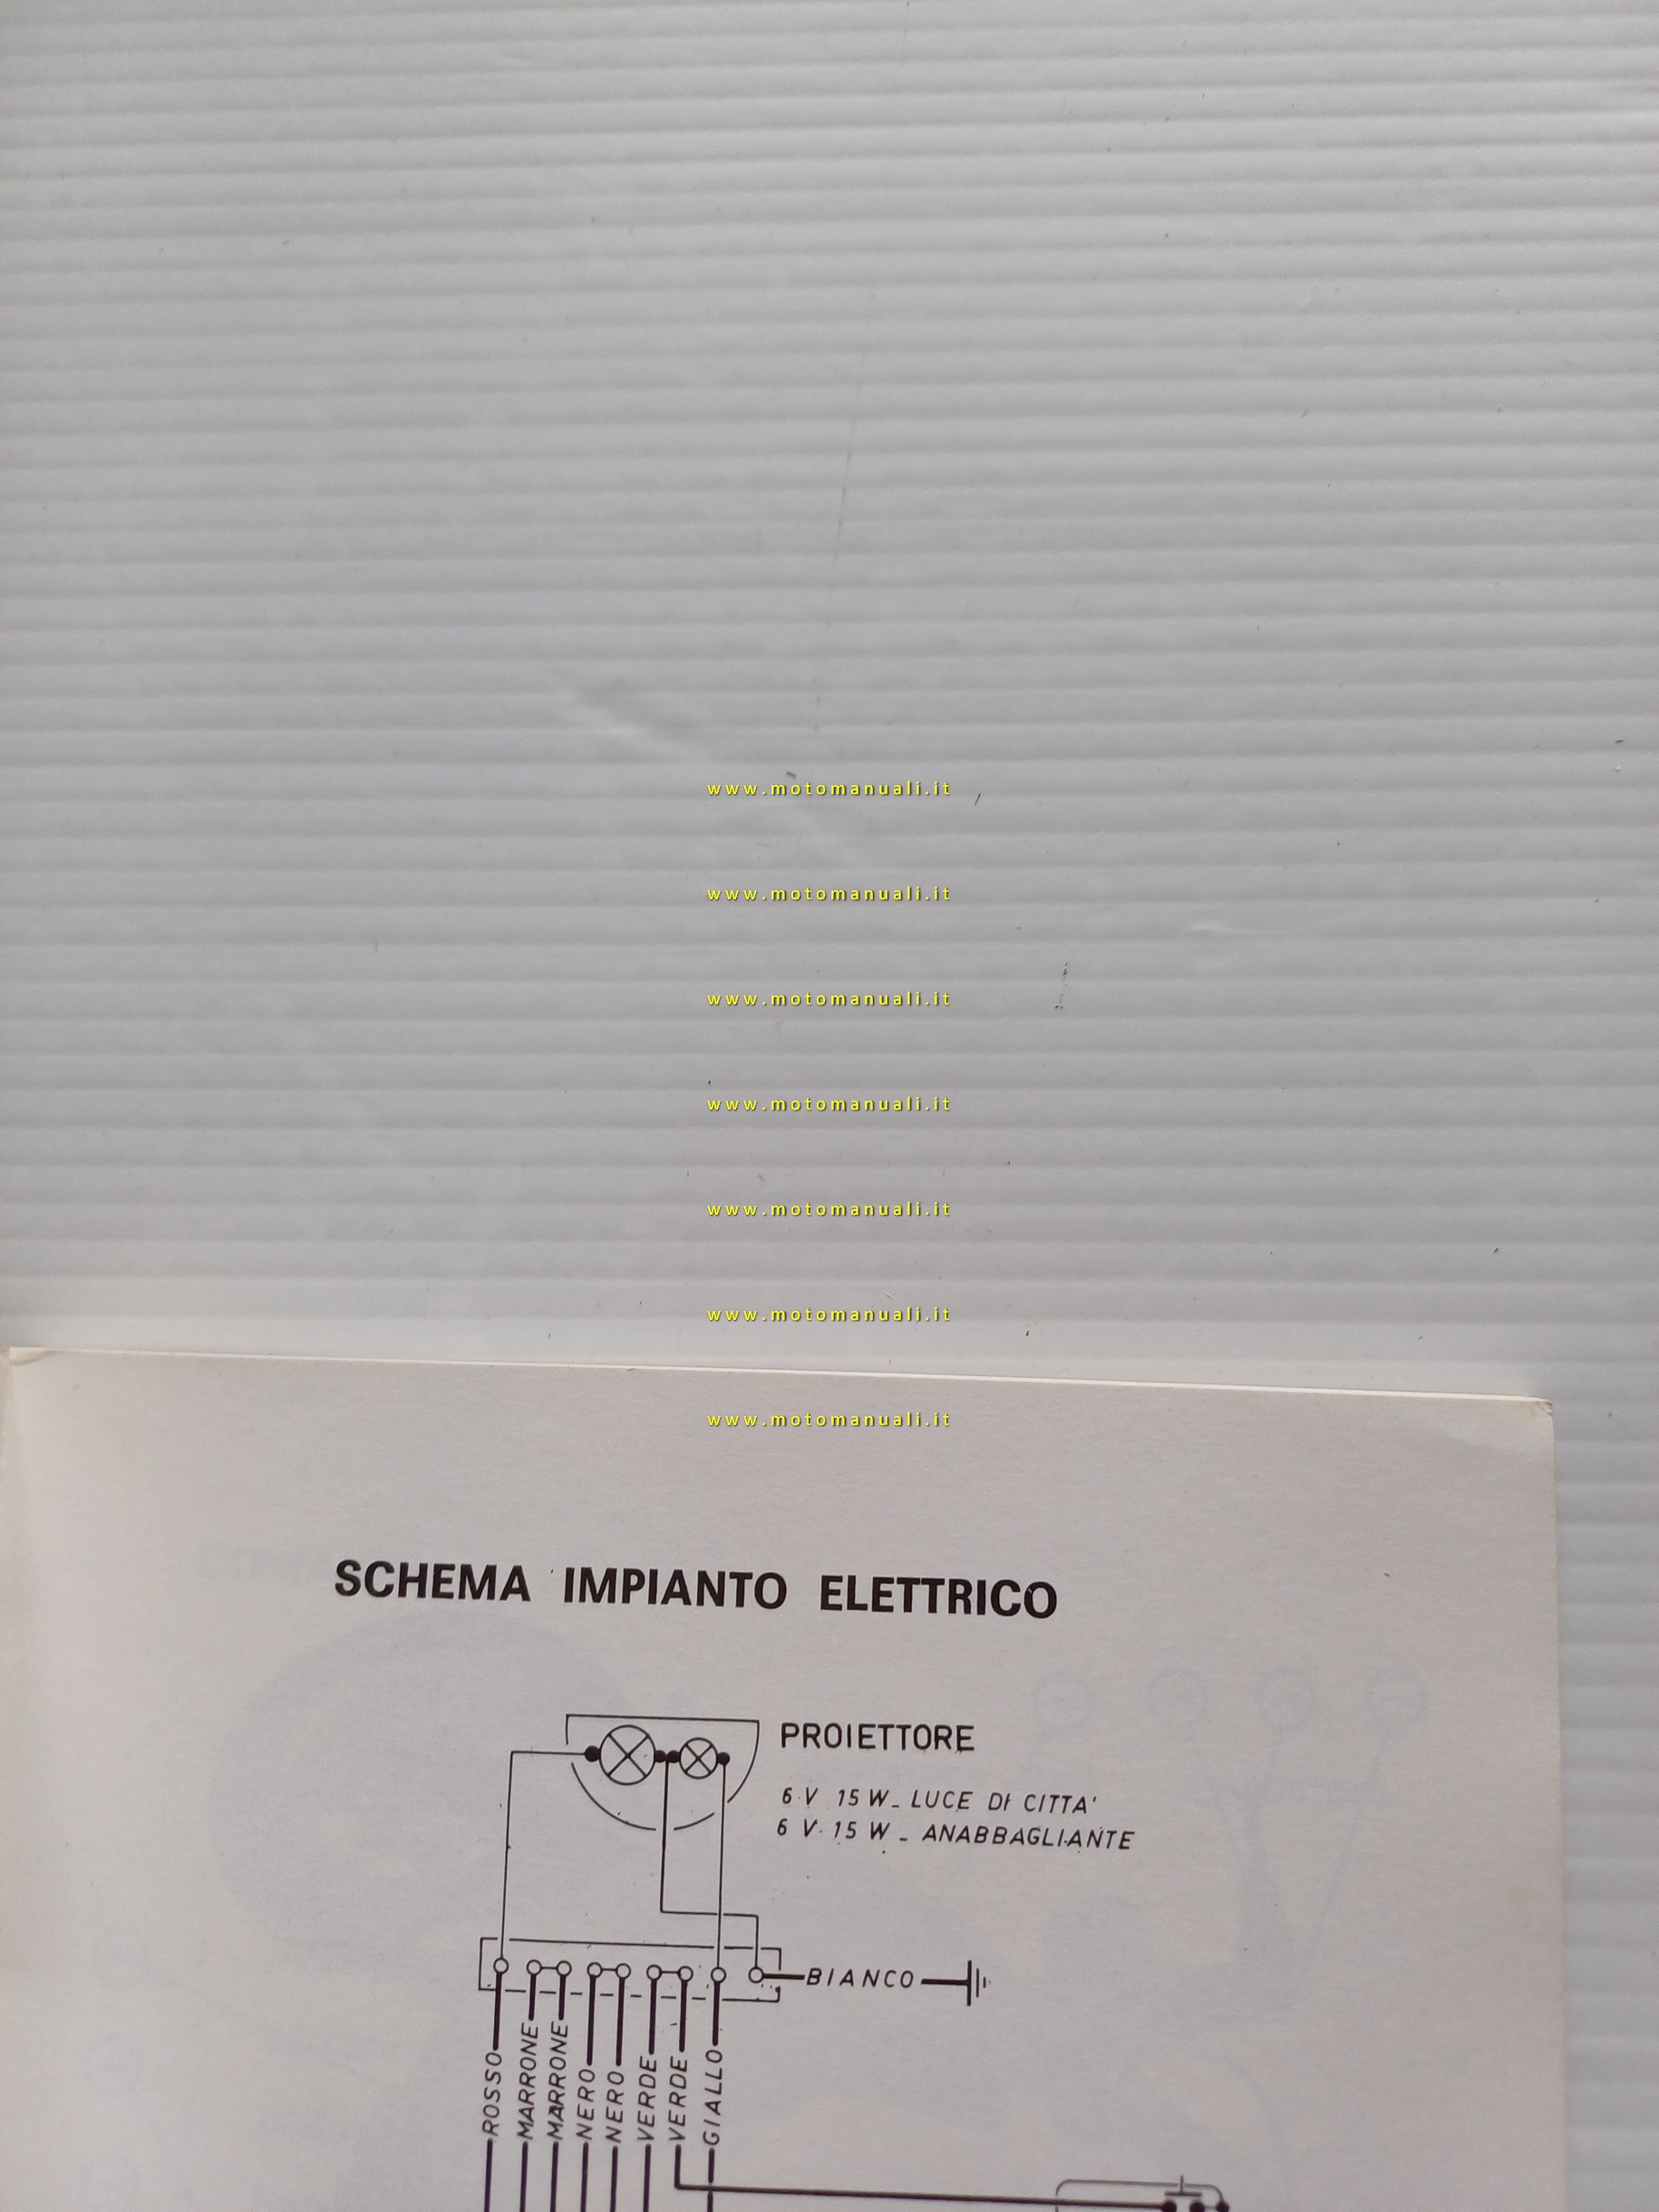 www.motomanuali.it
www.motomanuali.it
www.motomanuali.it
www.motomanuali.it
www.motomanuali.it
www.motomanuali.it
www.motomanuali.it
SCHEMA IMPIANTO ELETTRICO
PROIETTORE
6 V 15 W - LUCE DI CITTA'
6 V 15 W - ANABBAGLIANTE
BIANCO
ROSSO
MARRONE
MARRONE
NERO
NERO
VERDE
VERDE
GIALLO